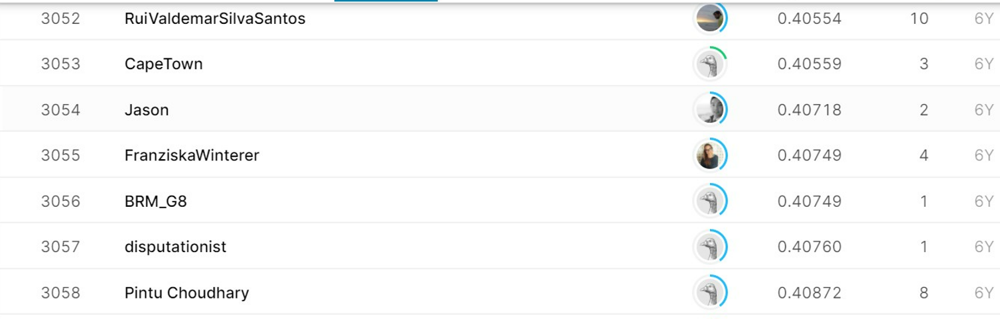 3052 RuiValdemarSilvaSantos 0.40554 10 6Y
3053 CapeTown 0.40559 3 6Y
3054 Jason 0.40718 2 6Y
3055 FranziskaWinterer 0.40749 4 6Y
3056 BRM_G8 0.40749 1 6Y
3057 disputationist 0.40760 1 6Y
3058 Pintu Choudhary 0.40872 8 6Y